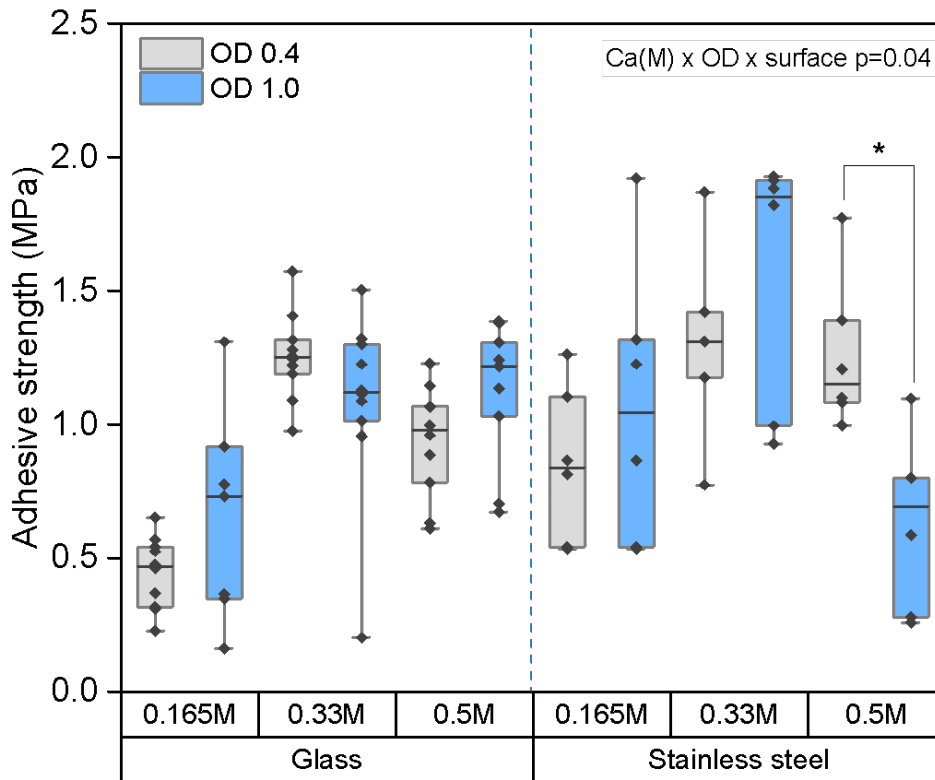 2.5
2.0
1.5
1.0
0.5
0.0
Adhesive strength (MPa)
OD 0.4
OD 1.0
Ca(M) x OD x surface p=0.04
*
0.165M 0.33M 0.5M 0.165M 0.33M 0.5M
Glass Stainless steel